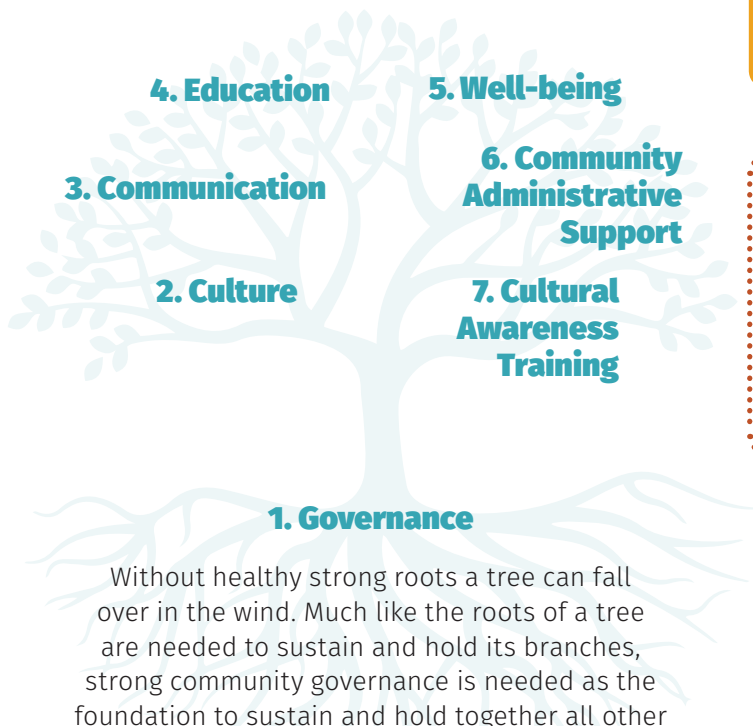 4. Education
5. Well-being
3. Communication
6. Community
Administrative
Support
2. Culture
7. Cultural
Awareness
Training
1. Governance
Without healthy strong roots a tree can fall
over in the wind. Much like the roots of a tree
are needed to sustain and hold its branches,
strong community governance is needed as the
foundation to sustain and hold together all other